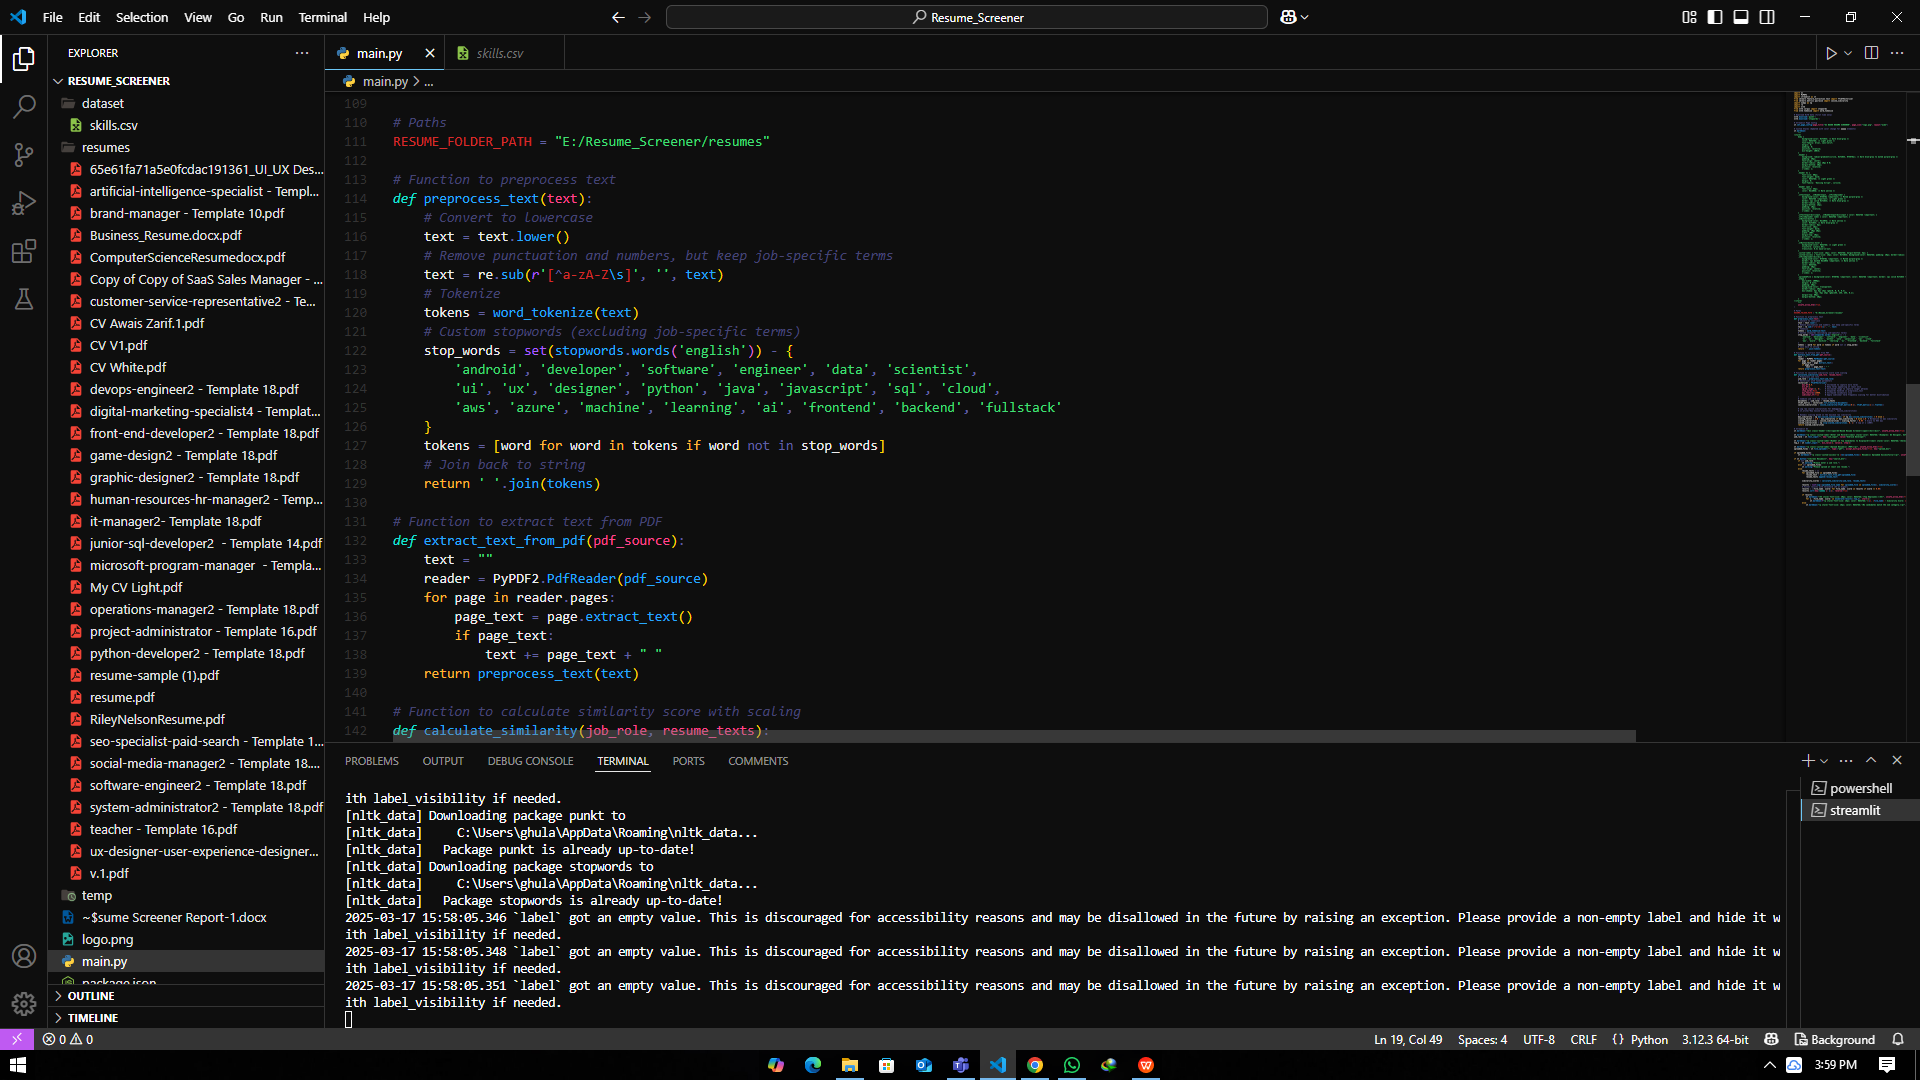 File Edit Selection View Go Run Terminal Help
Resume_Screener
EXPLORER
RESUME_SCREENER
dataset
skills.csv
resumes
65e61fa71a5e0fcdac191361_UI_UX Des...
artificial-intelligence-specialist - Templ...
brand-manager - Template 10.pdf
Business_Resume.docx.pdf
ComputerScienceResumedocx.pdf
Copy of Copy of SaaS Sales Manager - ...
customer-service-representative2 - Te...
CV Awais Zarif.1.pdf
CV V1.pdf
CV White.pdf
devops-engineer2 - Template 18.pdf
digital-marketing-specialist4 - Templat...
front-end-developer2 - Template 18.pdf
game-design2 - Template 18.pdf
graphic-designer2 - Template 18.pdf
human-resources-hr-manager2 - Temp...
it-manager2- Template 18.pdf
junior-sql-developer2 - Template 14.pdf
microsoft-program-manager - Templa...
My CV Light.pdf
operations-manager2 - Template 18.pdf
project-administrator - Template 16.pdf
python-developer2 - Template 18.pdf
resume-sample (1).pdf
resume.pdf
RileyNelsonResume.pdf
seo-specialist-paid-search - Template 1...
social-media-manager2 - Template 18....
software-engineer2 - Template 18.pdf
system-administrator2 - Template 18.pdf
teacher - Template 16.pdf
ux-designer-user-experience-designer...
v.1.pdf
temp
~$sume Screener Report-1.docx
logo.png
main.py
package.json
OUTLINE
TIMELINE
main.py skills.csv
main.py > ...
109
110 # Paths
111 RESUME_FOLDER_PATH = "E:/Resume_Screener/resumes"
112
113 # Function to preprocess text
114 def preprocess_text(text):
115 # Convert to lowercase
116 text = text.lower()
117 # Remove punctuation and numbers, but keep job-specific terms
118 text = re.sub(r'[^a-zA-Z\s]', '', text)
119 # Tokenize
120 tokens = word_tokenize(text)
121 # Custom stopwords (excluding job-specific terms)
122 stop_words = set(stopwords.words('english')) - {
123 'android', 'developer', 'software', 'engineer', 'data', 'scientist',
124 'ui', 'ux', 'designer', 'python', 'java', 'javascript', 'sql', 'cloud',
125 'aws', 'azure', 'machine', 'learning', 'ai', 'frontend', 'backend', 'fullstack'
126 }
127 tokens = [word for word in tokens if word not in stop_words]
128 # Join back to string
129 return ' '.join(tokens)
130
131 # Function to extract text from PDF
132 def extract_text_from_pdf(pdf_source):
133 text = ""
134 reader = PyPDF2.PdfReader(pdf_source)
135 for page in reader.pages:
136 page_text = page.extract_text()
137 if page_text:
138 text += page_text + " "
139 return preprocess_text(text)
140
141 # Function to calculate similarity score with scaling
142 def calculate_similarity(job_role, resume_texts):
PROBLEMS OUTPUT DEBUG CONSOLE TERMINAL PORTS COMMENTS
ith label_visibility if needed.
[nltk_data] Downloading package punkt to
[nltk_data] C:\Users\ghula\AppData\Roaming\nltk_data...
[nltk_data] Package punkt is already up-to-date!
[nltk_data] Downloading package stopwords to
[nltk_data] C:\Users\ghula\AppData\Roaming\nltk_data...
[nltk_data] Package stopwords is already up-to-date!
2025-03-17 15:58:05.346 `label` got an empty value. This is discouraged for accessibility reasons and may be disallowed in the future by raising an exception. Please provide a non-empty label and hide it w
ith label_visibility if needed.
2025-03-17 15:58:05.348 `label` got an empty value. This is discouraged for accessibility reasons and may be disallowed in the future by raising an exception. Please provide a non-empty label and hide it w
ith label_visibility if needed.
2025-03-17 15:58:05.351 `label` got an empty value. This is discouraged for accessibility reasons and may be disallowed in the future by raising an exception. Please provide a non-empty label and hide it w
ith label_visibility if needed.
powershell
streamlit
0 0
Ln 19, Col 49 Spaces: 4 UTF-8 CRLF {} Python 3.12.3 64-bit Background
3:59 PM